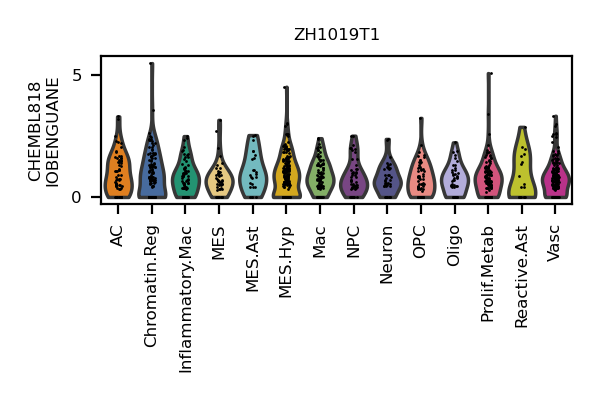 ZH1019T1
CHEMBL818
IOBENGUANE
5
0
AC
Chromatin.Reg
Inflammatory.Mac
MES
MES.Ast
MES.Hyp
Mac
NPC
Neuron
OPC
Oligo
Prolif.Metab
Reactive.Ast
Vasc